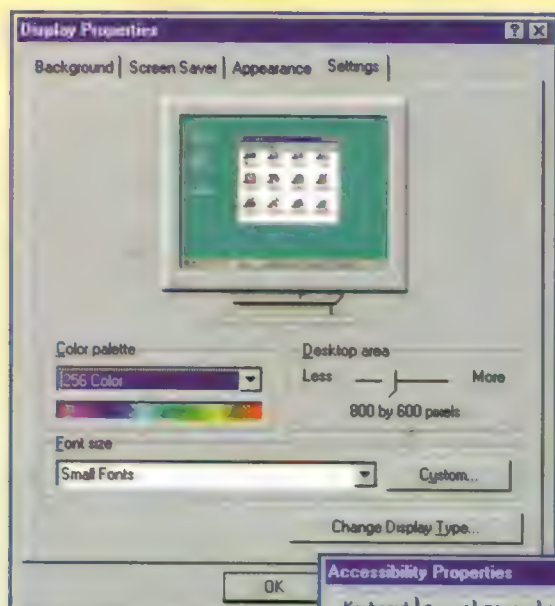 Display Properties
Background Screen Saver Appearance Settings
Color palette
Desktop area
256 Color
Less More
800 by 600 pixels
Font size
Small Fonts
Custom...
Change Display Type...
OK
Accessibility Properties
Keyboard